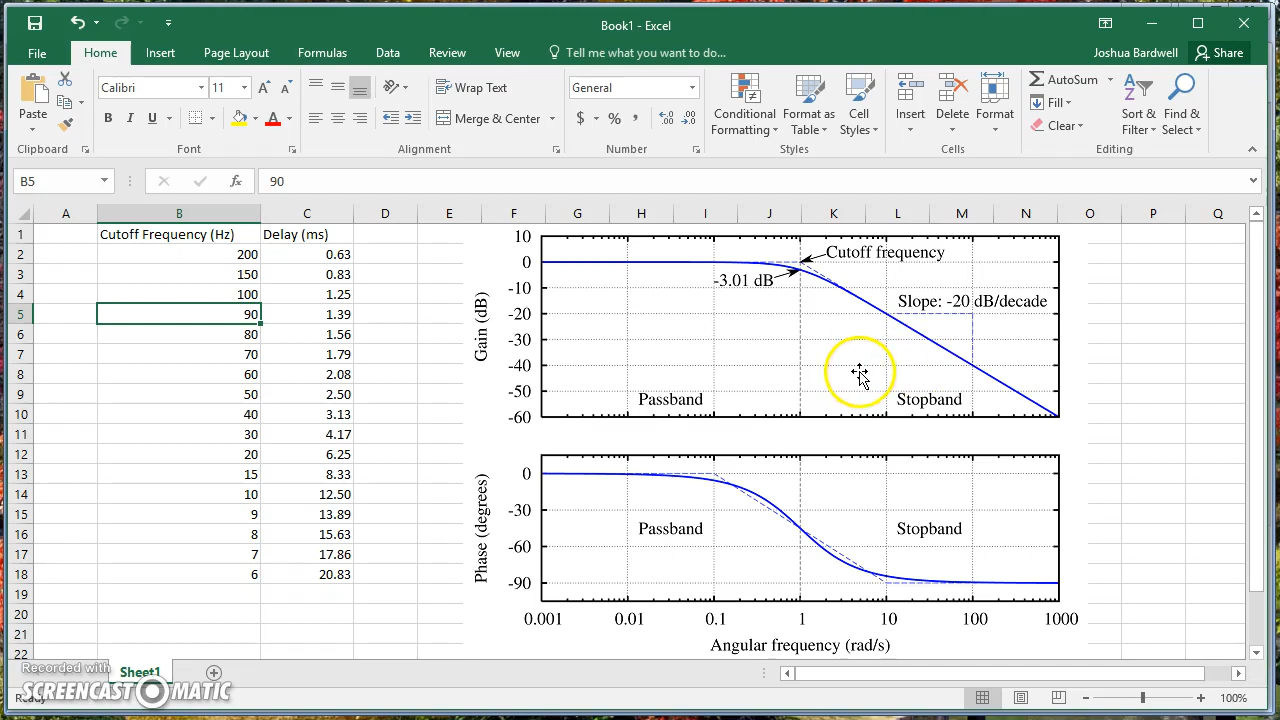 Book1 - Excel
File Home Insert Page Layout Formulas Data Review View Tell me what you want to do... Joshua Bardwell Share
Paste
Calibri 11
B I U A
Wrap Text
Merge & Center
General
$ % ,
Conditional Formatting
Format as Table
Cell Styles
Insert Delete Format
AutoSum
Fill
Clear
Sort & Filter
Find & Select
Clipboard Font Alignment Number Styles Cells Editing
B5 fx 90
A B C D E F G H I J K L M N O P Q
1 Cutoff Frequency (Hz) Delay (ms)
2 200 0.63
3 150 0.83
4 100 1.25
5 90 1.39
6 80 1.56
7 70 1.79
8 60 2.08
9 50 2.50
10 40 3.13
11 30 4.17
12 20 6.25
13 15 8.33
14 10 12.50
15 9 13.89
16 8 15.63
17 7 17.86
18 6 20.83
19
20
21
22
10
0
-10
-20
-30
-40
-50
-60
Gain (dB)
Cutoff frequency
-3.01 dB
Slope: -20 dB/decade
Passband Stopband
0
-30
-60
-90
Phase (degrees)
Passband Stopband
0.001 0.01 0.1 1 10 100 1000
Angular frequency (rad/s)
Sheet1
Ready
100%
Recorded with
SCREENCAST MATIC